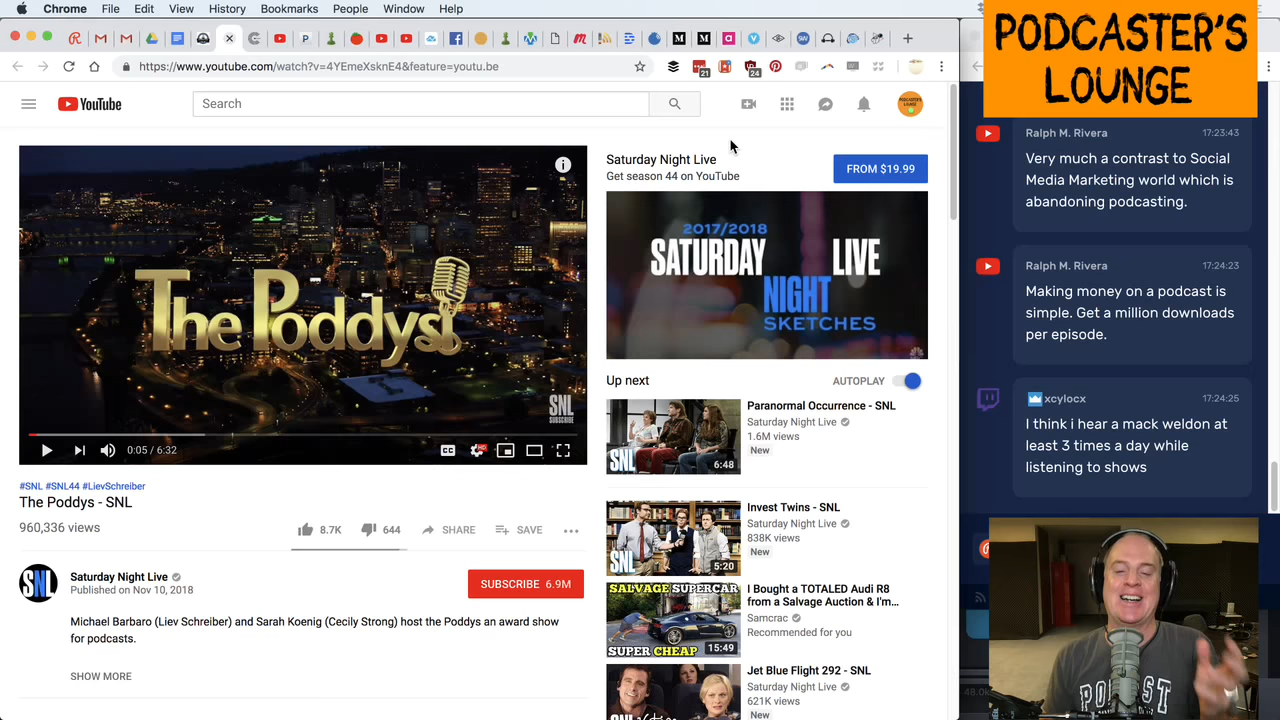 Chrome File Edit View History Bookmarks People Window Help
https://www.youtube.com/watch?v=4YEmeXsknE4&feature=youtu.be
21
24
YouTube
Search
The Poddys!
SNL
SUBSCRIBE
0:05 / 6:32
HD
#SNL #SNL44 #LievSchreiber
The Poddys - SNL
960,336 views
8.7K
644
SHARE
SAVE
SNL
Saturday Night Live
Published on Nov 10, 2018
SUBSCRIBE 6.9M
Michael Barbaro (Liev Schreiber) and Sarah Koenig (Cecily Strong) host the Poddys an award show
for podcasts.
SHOW MORE
Saturday Night Live
Get season 44 on YouTube
FROM $19.99
2017/2018
SATURDAY LIVE
NIGHT
SKETCHES
Up next
AUTOPLAY
SNL
6:48
Paranormal Occurrence - SNL
Saturday Night Live
1.6M views
New
SNL
5:20
Invest Twins - SNL
Saturday Night Live
838K views
New
SALVAGE SUPERCAR
SUPER CHEAP
15:49
I Bought a TOTALED Audi R8
from a Salvage Auction & I'm...
Samcrac
Recommended for you
Jet Blue Flight 292 - SNL
Saturday Night Live
621K views
New
PODCASTER'S
LOUNGE
Ralph M. Rivera 17:23:43
Very much a contrast to Social
Media Marketing world which is
abandoning podcasting.
Ralph M. Rivera 17:24:23
Making money on a podcast is
simple. Get a million downloads
per episode.
xcylocx 17:24:25
I think i hear a mack weldon at
least 3 times a day while
listening to shows
48.0k